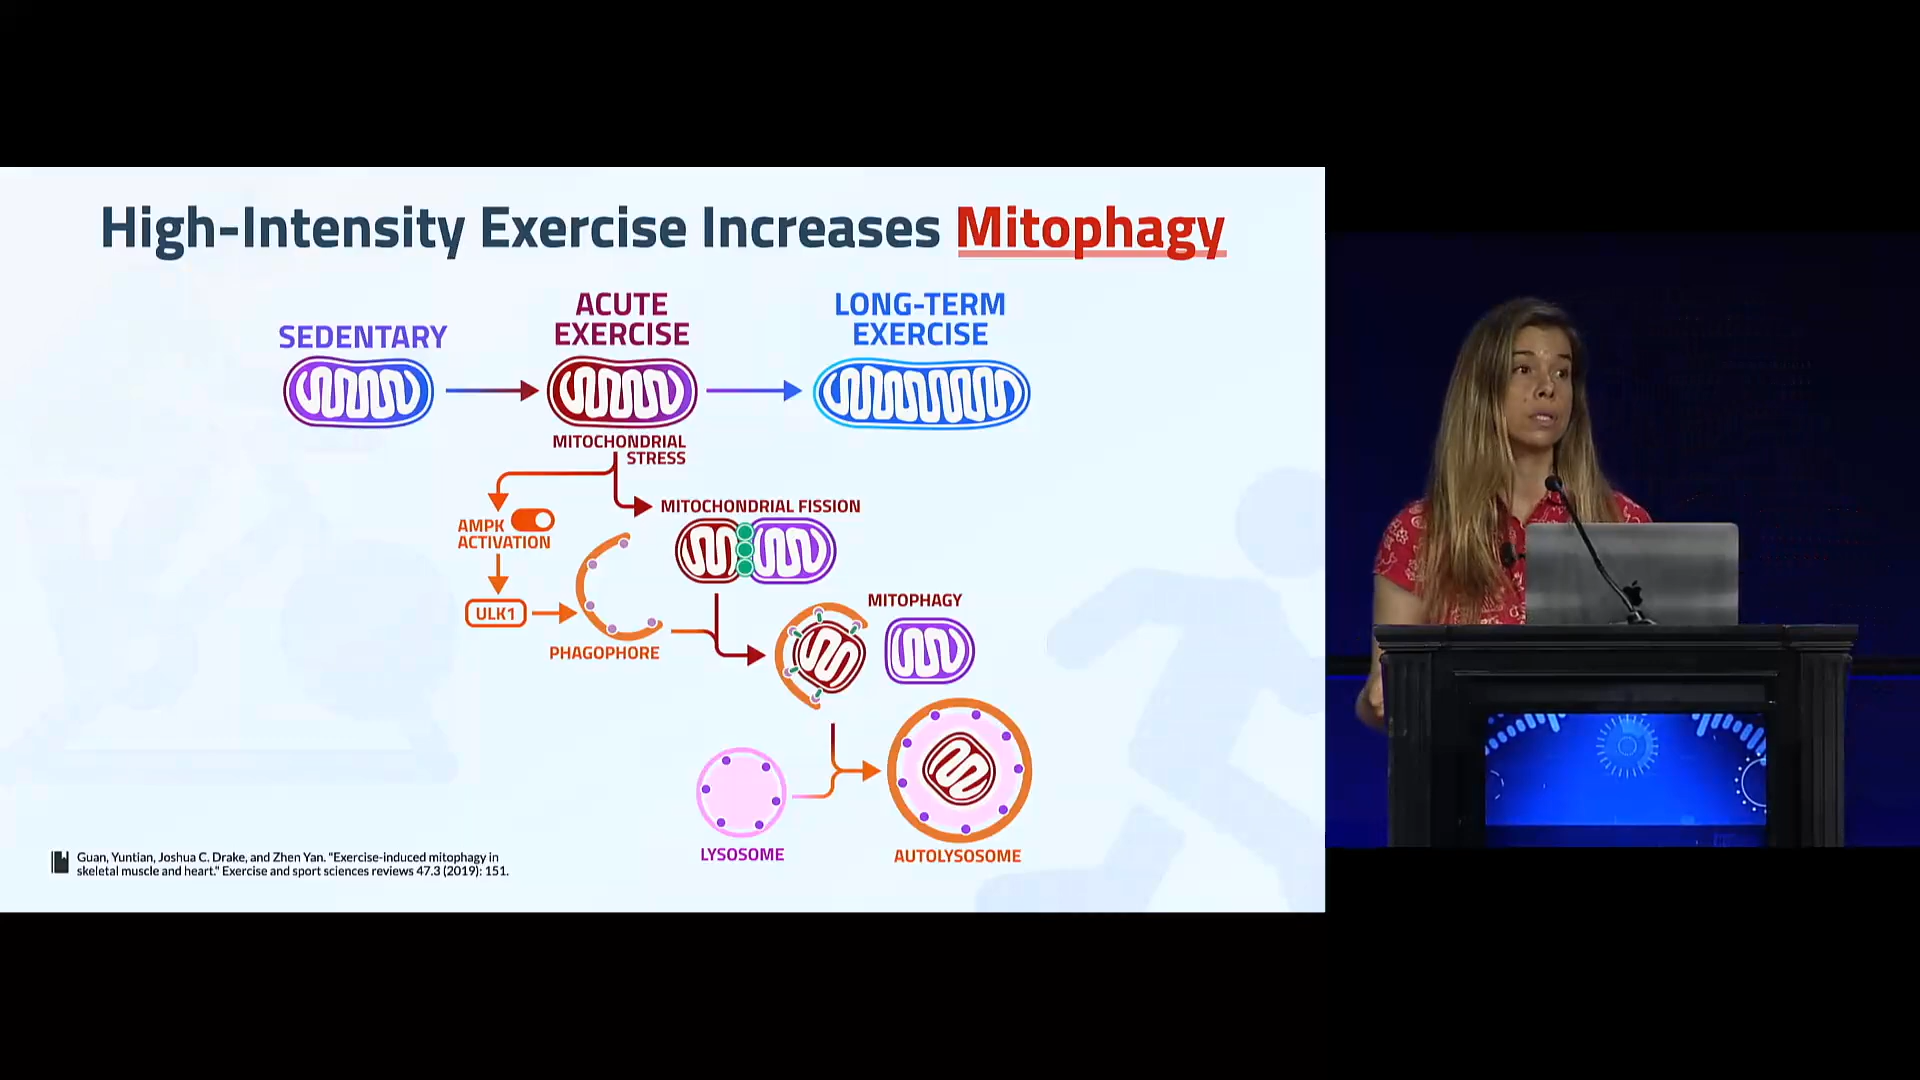 High-Intensity Exercise Increases Mitophagy
SEDENTARY
ACUTE
EXERCISE
LONG-TERM
EXERCISE
MITOCHONDRIAL
STRESS
AMPK
ACTIVATION
MITOCHONDRIAL FISSION
ULK1
PHAGOPHORE
MITOPHAGY
LYSOSOME
AUTOLYSOSOME
Guan, Yuntian, Joshua C. Drake, and Zhen Yan. "Exercise-induced mitophagy in
skeletal muscle and heart." Exercise and sport sciences reviews 47.3 (2019): 151.